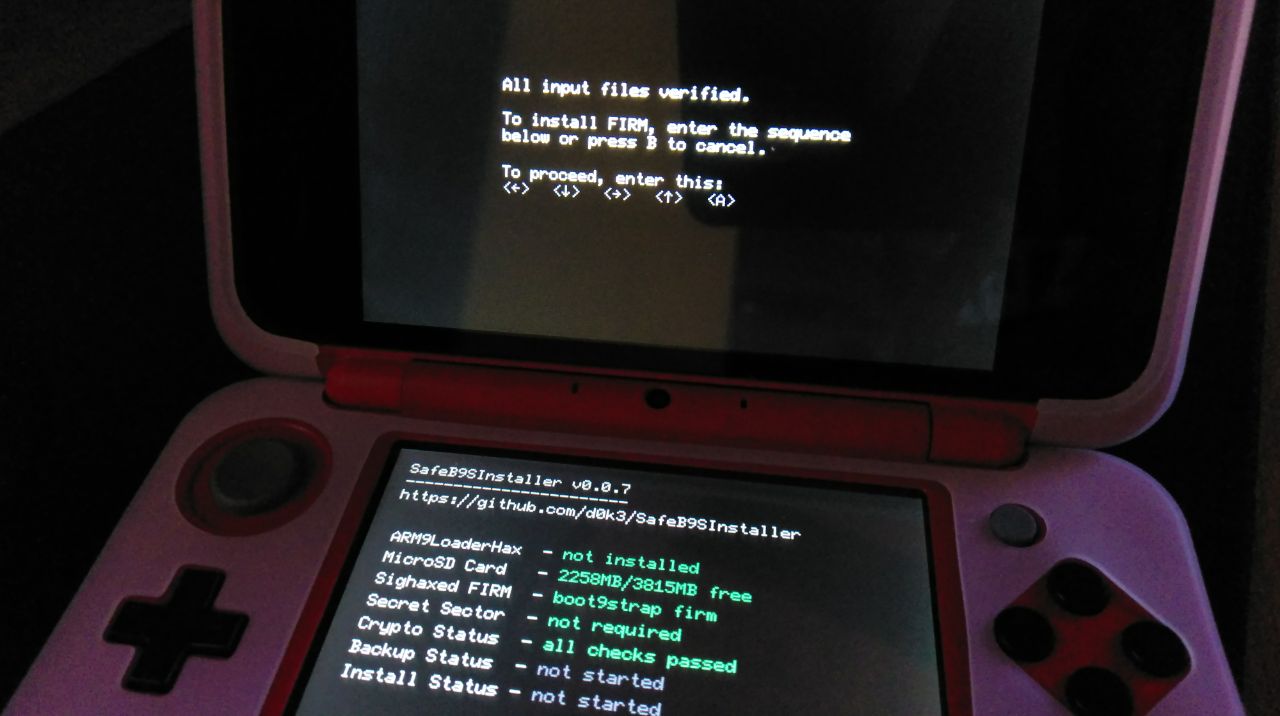 All input files verified.
To install FIRM, enter the sequence
below or press B to cancel.
To proceed, enter this:
<←> <↓> <→> <↑> <A>
SafeB9SInstaller v0.0.7
-----------------------
https://github.com/d0k3/SafeB9SInstaller
ARM9LoaderHax - not installed
MicroSD Card - 2258MB/3815MB free
Sighaxed FIRM - boot9strap firm
Secret Sector - not required
Crypto Status - all checks passed
Backup Status - not started
Install Status - not started